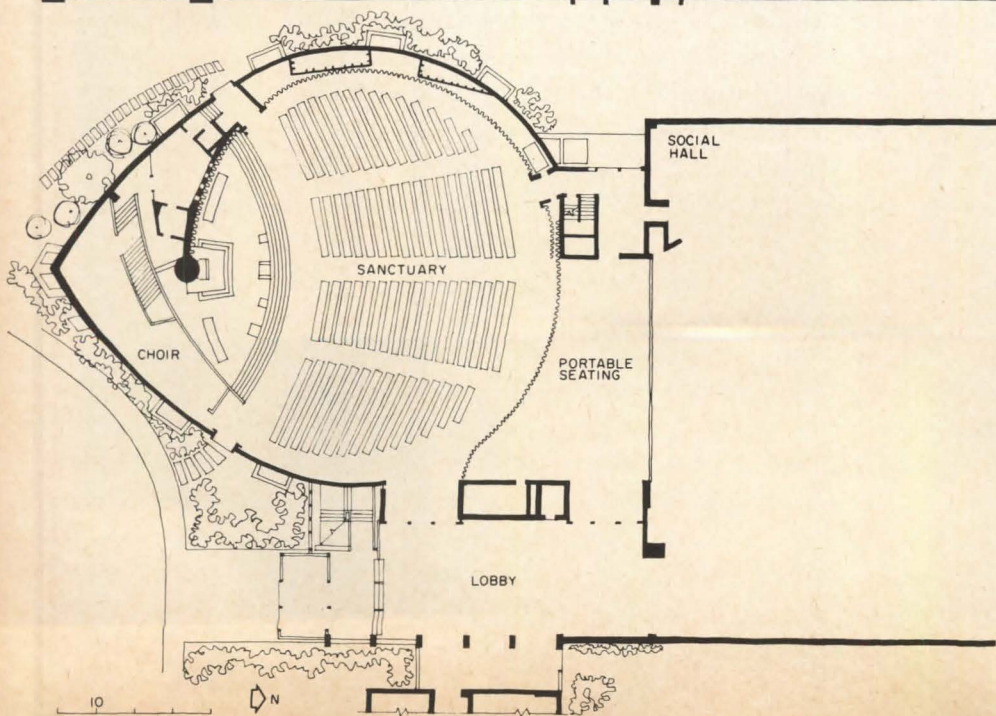 SOCIAL
HALL
SANCTUARY
CHOIR
PORTABLE
SEATING
LOBBY
10
N